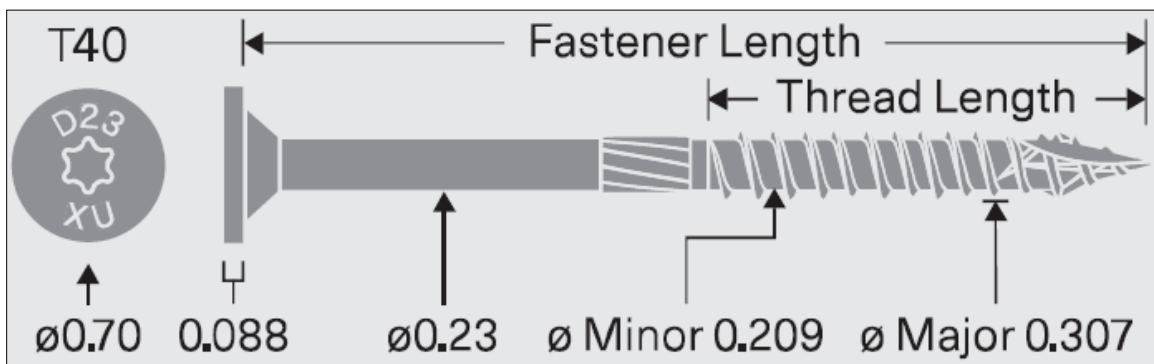 T40
Fastener Length
Thread Length
D23
XU
ø0.70 0.088 ø0.23 ø Minor 0.209 ø Major 0.307